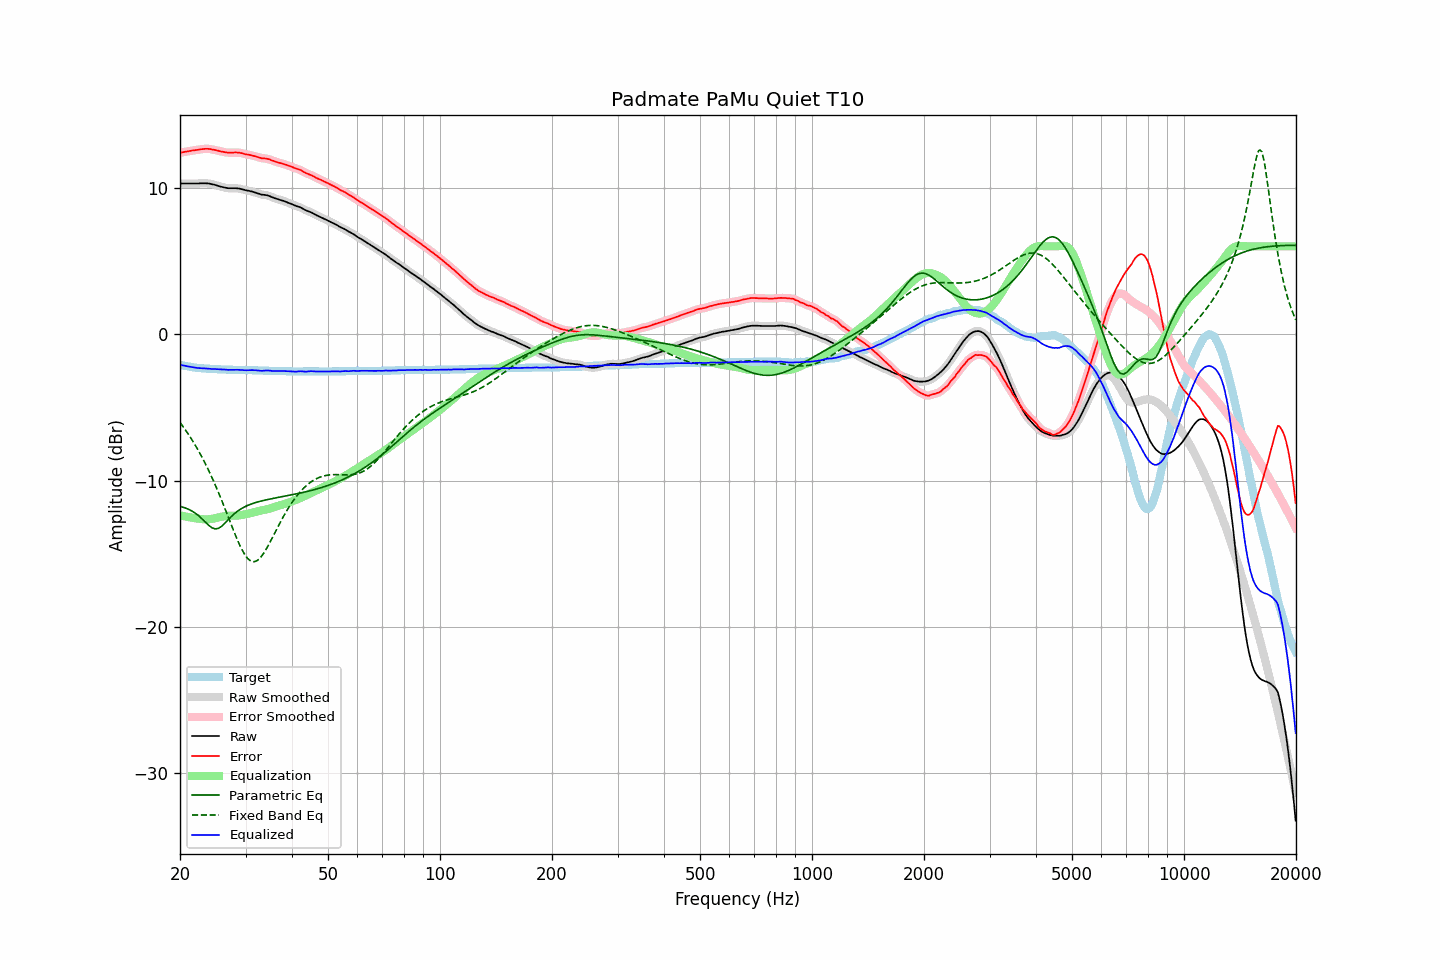 Padmate PaMu Quiet T10
Amplitude (dBr)
10
0
−10
−20
−30
Target
Raw Smoothed
Error Smoothed
Raw
Error
Equalization
Parametric Eq
Fixed Band Eq
Equalized
20 50 100 200 500 1000 2000 5000 10000 20000
Frequency (Hz)